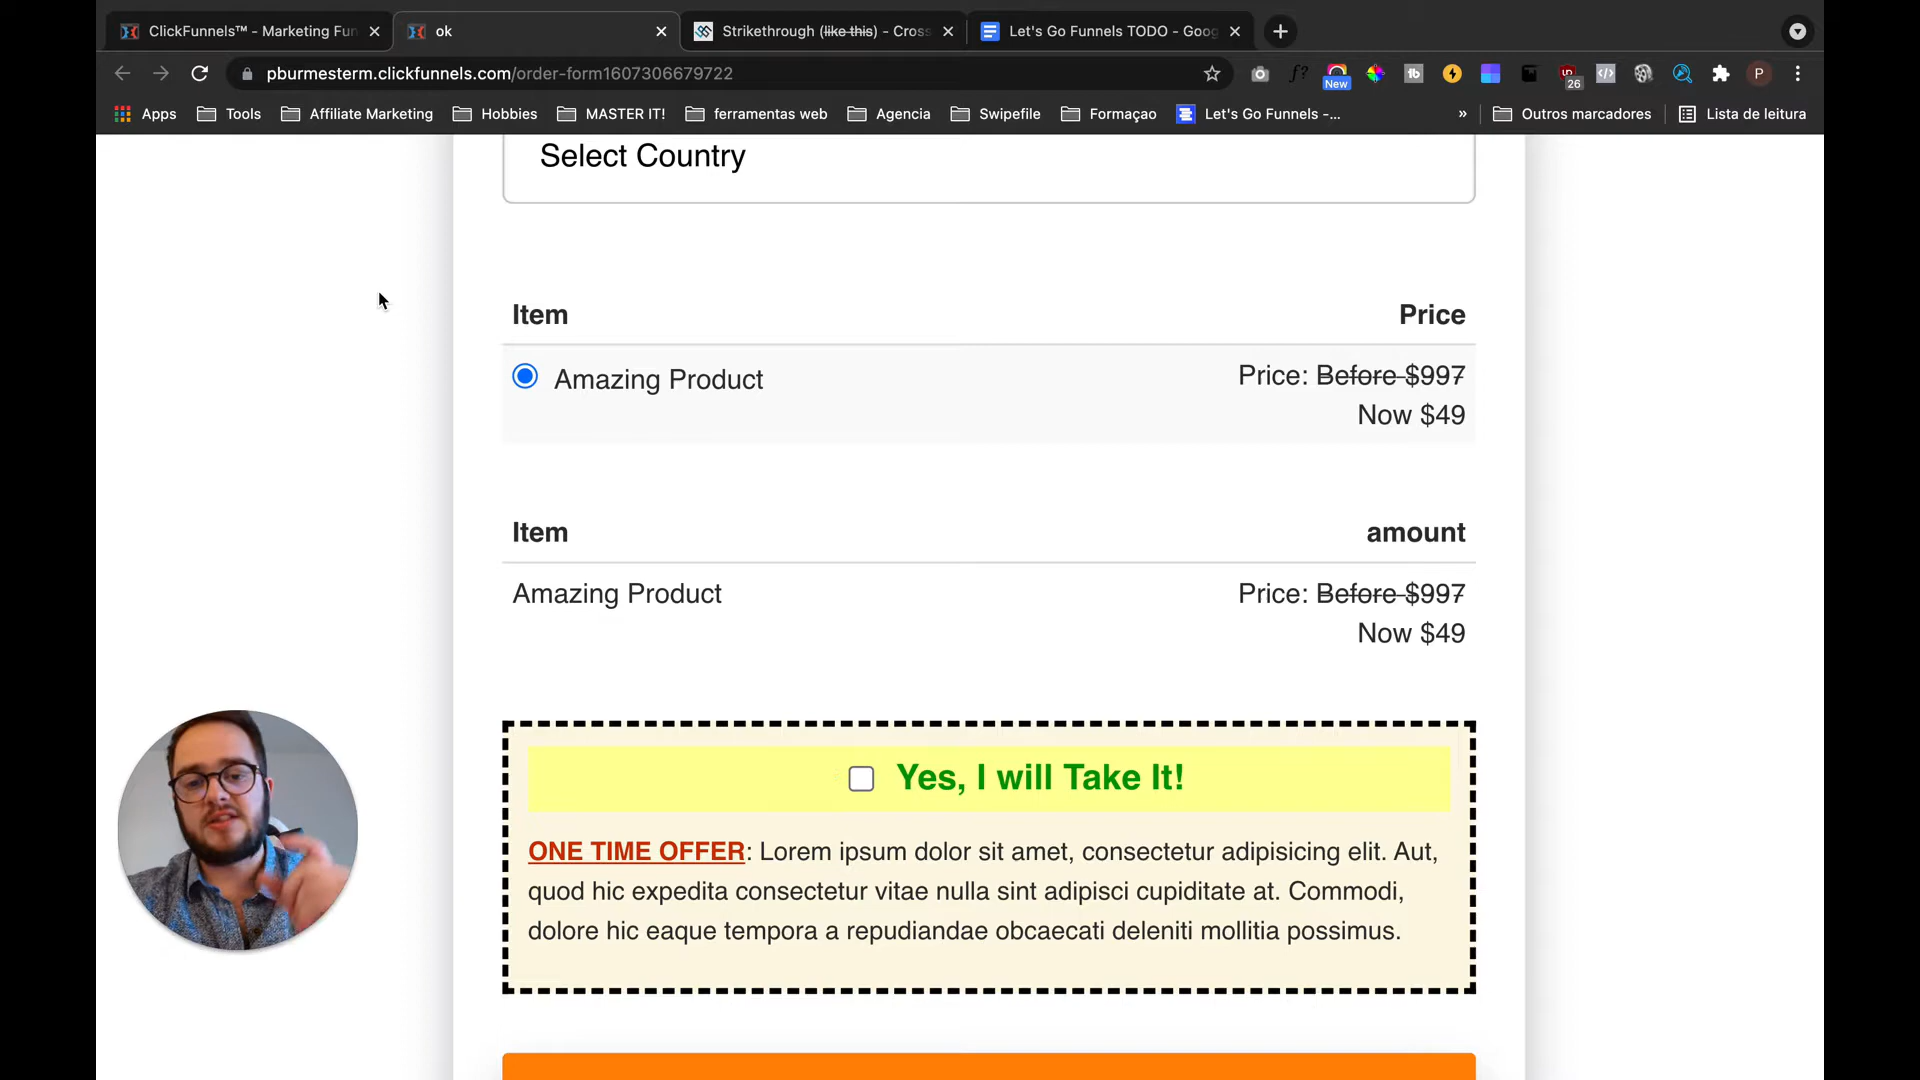 ClickFunnels™ - Marketing Fun
ok
Strikethrough (like this) - Cross
Let's Go Funnels TODO - Goog
pburmesterm.clickfunnels.com/order-form1607306679722
New
26
P
Apps
Tools
Affiliate Marketing
Hobbies
MASTER IT!
ferramentas web
Agencia
Swipefile
Formaçao
Let's Go Funnels -...
»
Outros marcadores
Lista de leitura
Select Country
Item Price
Amazing Product Price: Before $997
Now $49
Item amount
Amazing Product Price: Before $997
Now $49
Yes, I will Take It!
ONE TIME OFFER: Lorem ipsum dolor sit amet, consectetur adipisicing elit. Aut,
quod hic expedita consectetur vitae nulla sint adipisci cupiditate at. Commodi,
dolore hic eaque tempora a repudiandae obcaecati deleniti mollitia possimus.